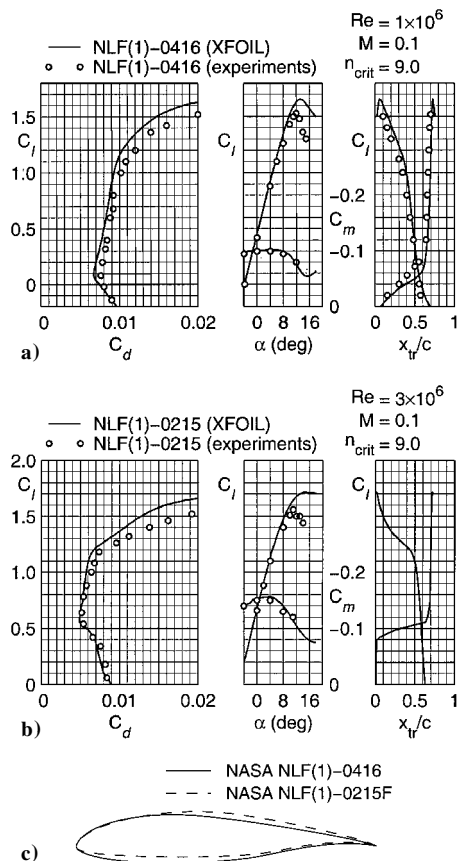 Re = 1×10⁶
M = 0.1
n_crit = 9.0
NLF(1)-0416 (XFOIL)
NLF(1)-0416 (experiments)
1.5
C_l
1.0
0.5
0
0 0.01 0.02
C_d
C_l
-0.2
C_m
-0.1
0
0 8 16
α (deg)
C_l
0 0.5 1
x_tr/c
a)
Re = 3×10⁶
M = 0.1
n_crit = 9.0
NLF(1)-0215 (XFOIL)
NLF(1)-0215 (experiments)
2.0
C_l
1.5
1.0
0.5
0.0
0 0.01 0.02
C_d
C_l
-0.2
C_m
-0.1
0
0 8 16
α (deg)
C_l
0 0.5 1
x_tr/c
b)
NASA NLF(1)-0416
NASA NLF(1)-0215F
c)